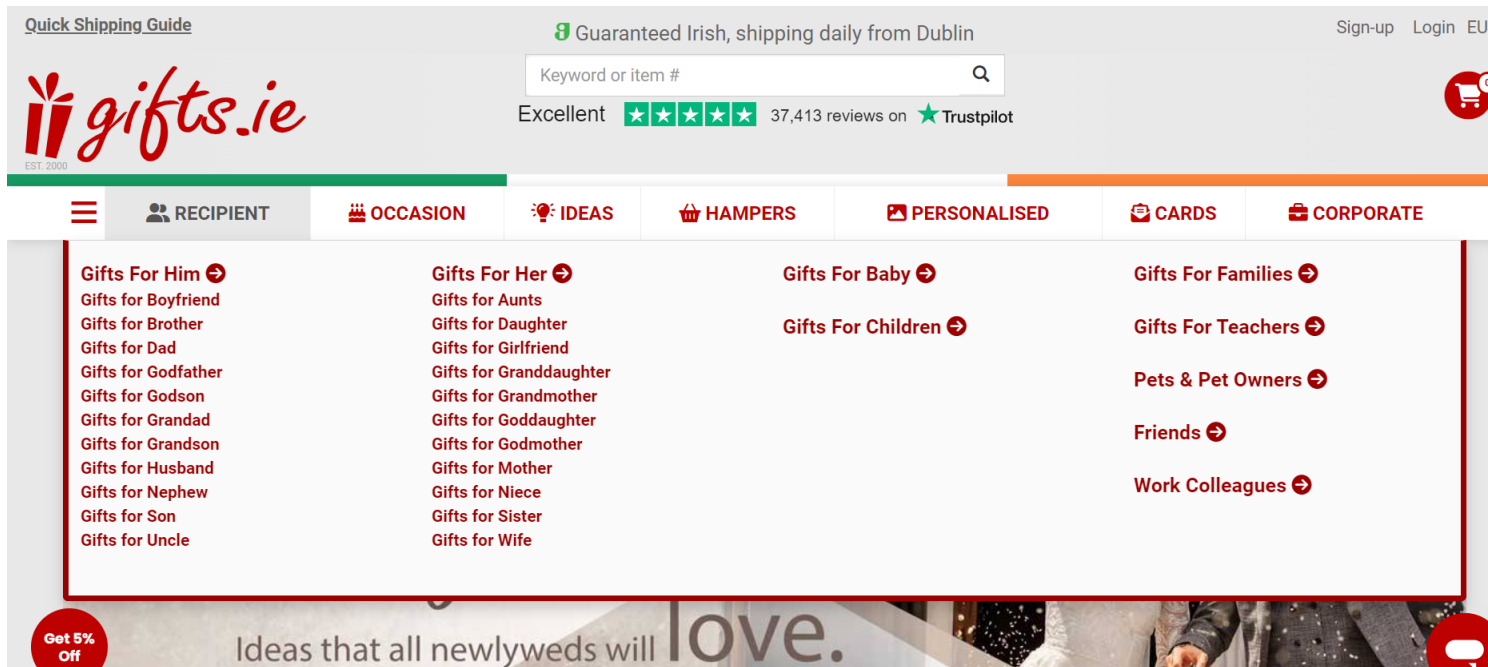 Quick Shipping Guide
Guaranteed Irish, shipping daily from Dublin
Sign-up Login EU
gifts.ie
EST. 2000
Keyword or item #
Excellent 37,413 reviews on Trustpilot
0
RECIPIENT OCCASION IDEAS HAMPERS PERSONALISED CARDS CORPORATE
Gifts For Him
Gifts for Boyfriend
Gifts for Brother
Gifts for Dad
Gifts for Godfather
Gifts for Godson
Gifts for Grandad
Gifts for Grandson
Gifts for Husband
Gifts for Nephew
Gifts for Son
Gifts for Uncle
Gifts For Her
Gifts for Aunts
Gifts for Daughter
Gifts for Girlfriend
Gifts for Granddaughter
Gifts for Grandmother
Gifts for Goddaughter
Gifts for Godmother
Gifts for Mother
Gifts for Niece
Gifts for Sister
Gifts for Wife
Gifts For Baby
Gifts For Children
Gifts For Families
Gifts For Teachers
Pets & Pet Owners
Friends
Work Colleagues
Ideas that all newlyweds will love.
Get 5%
Off